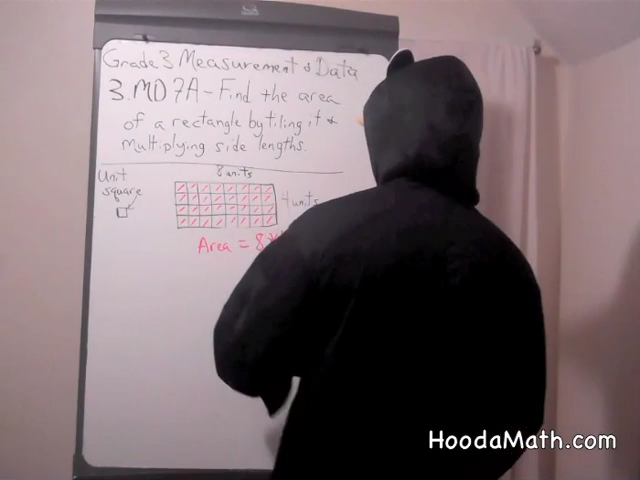 Grade 3 Measurement & Data
3.MD 7A - Find the area
of a rectangle by tiling it &
multiplying side lengths.
Unit
square
8 units
4 units
Area = 8
HoodaMath.com